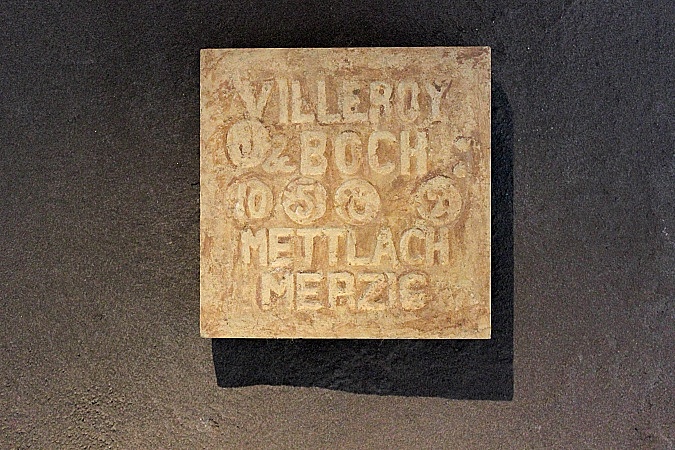 VILLEROY
& BOCH
METTLACH
MERZIG